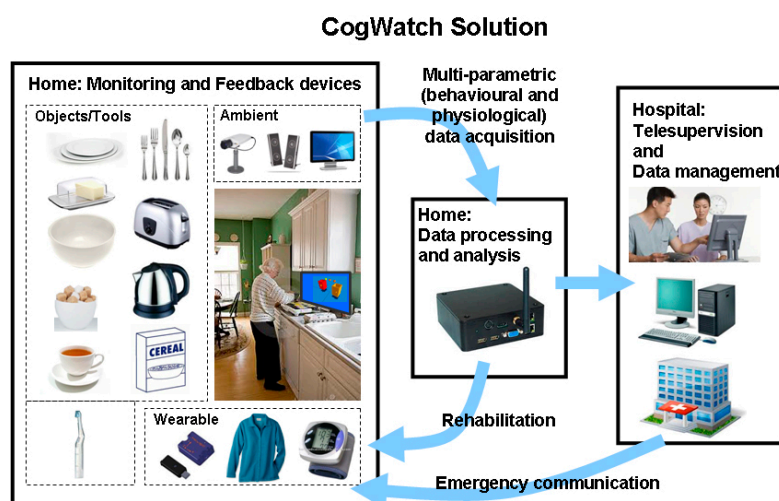 CogWatch Solution
Home: Monitoring and Feedback devices
Objects/Tools
Ambient
CEREAL
Wearable
Multi-parametric
(behavioural and
physiological)
data acquisition
Home:
Data processing
and analysis
Rehabilitation
Emergency communication
Hospital:
Telesupervision
and
Data management